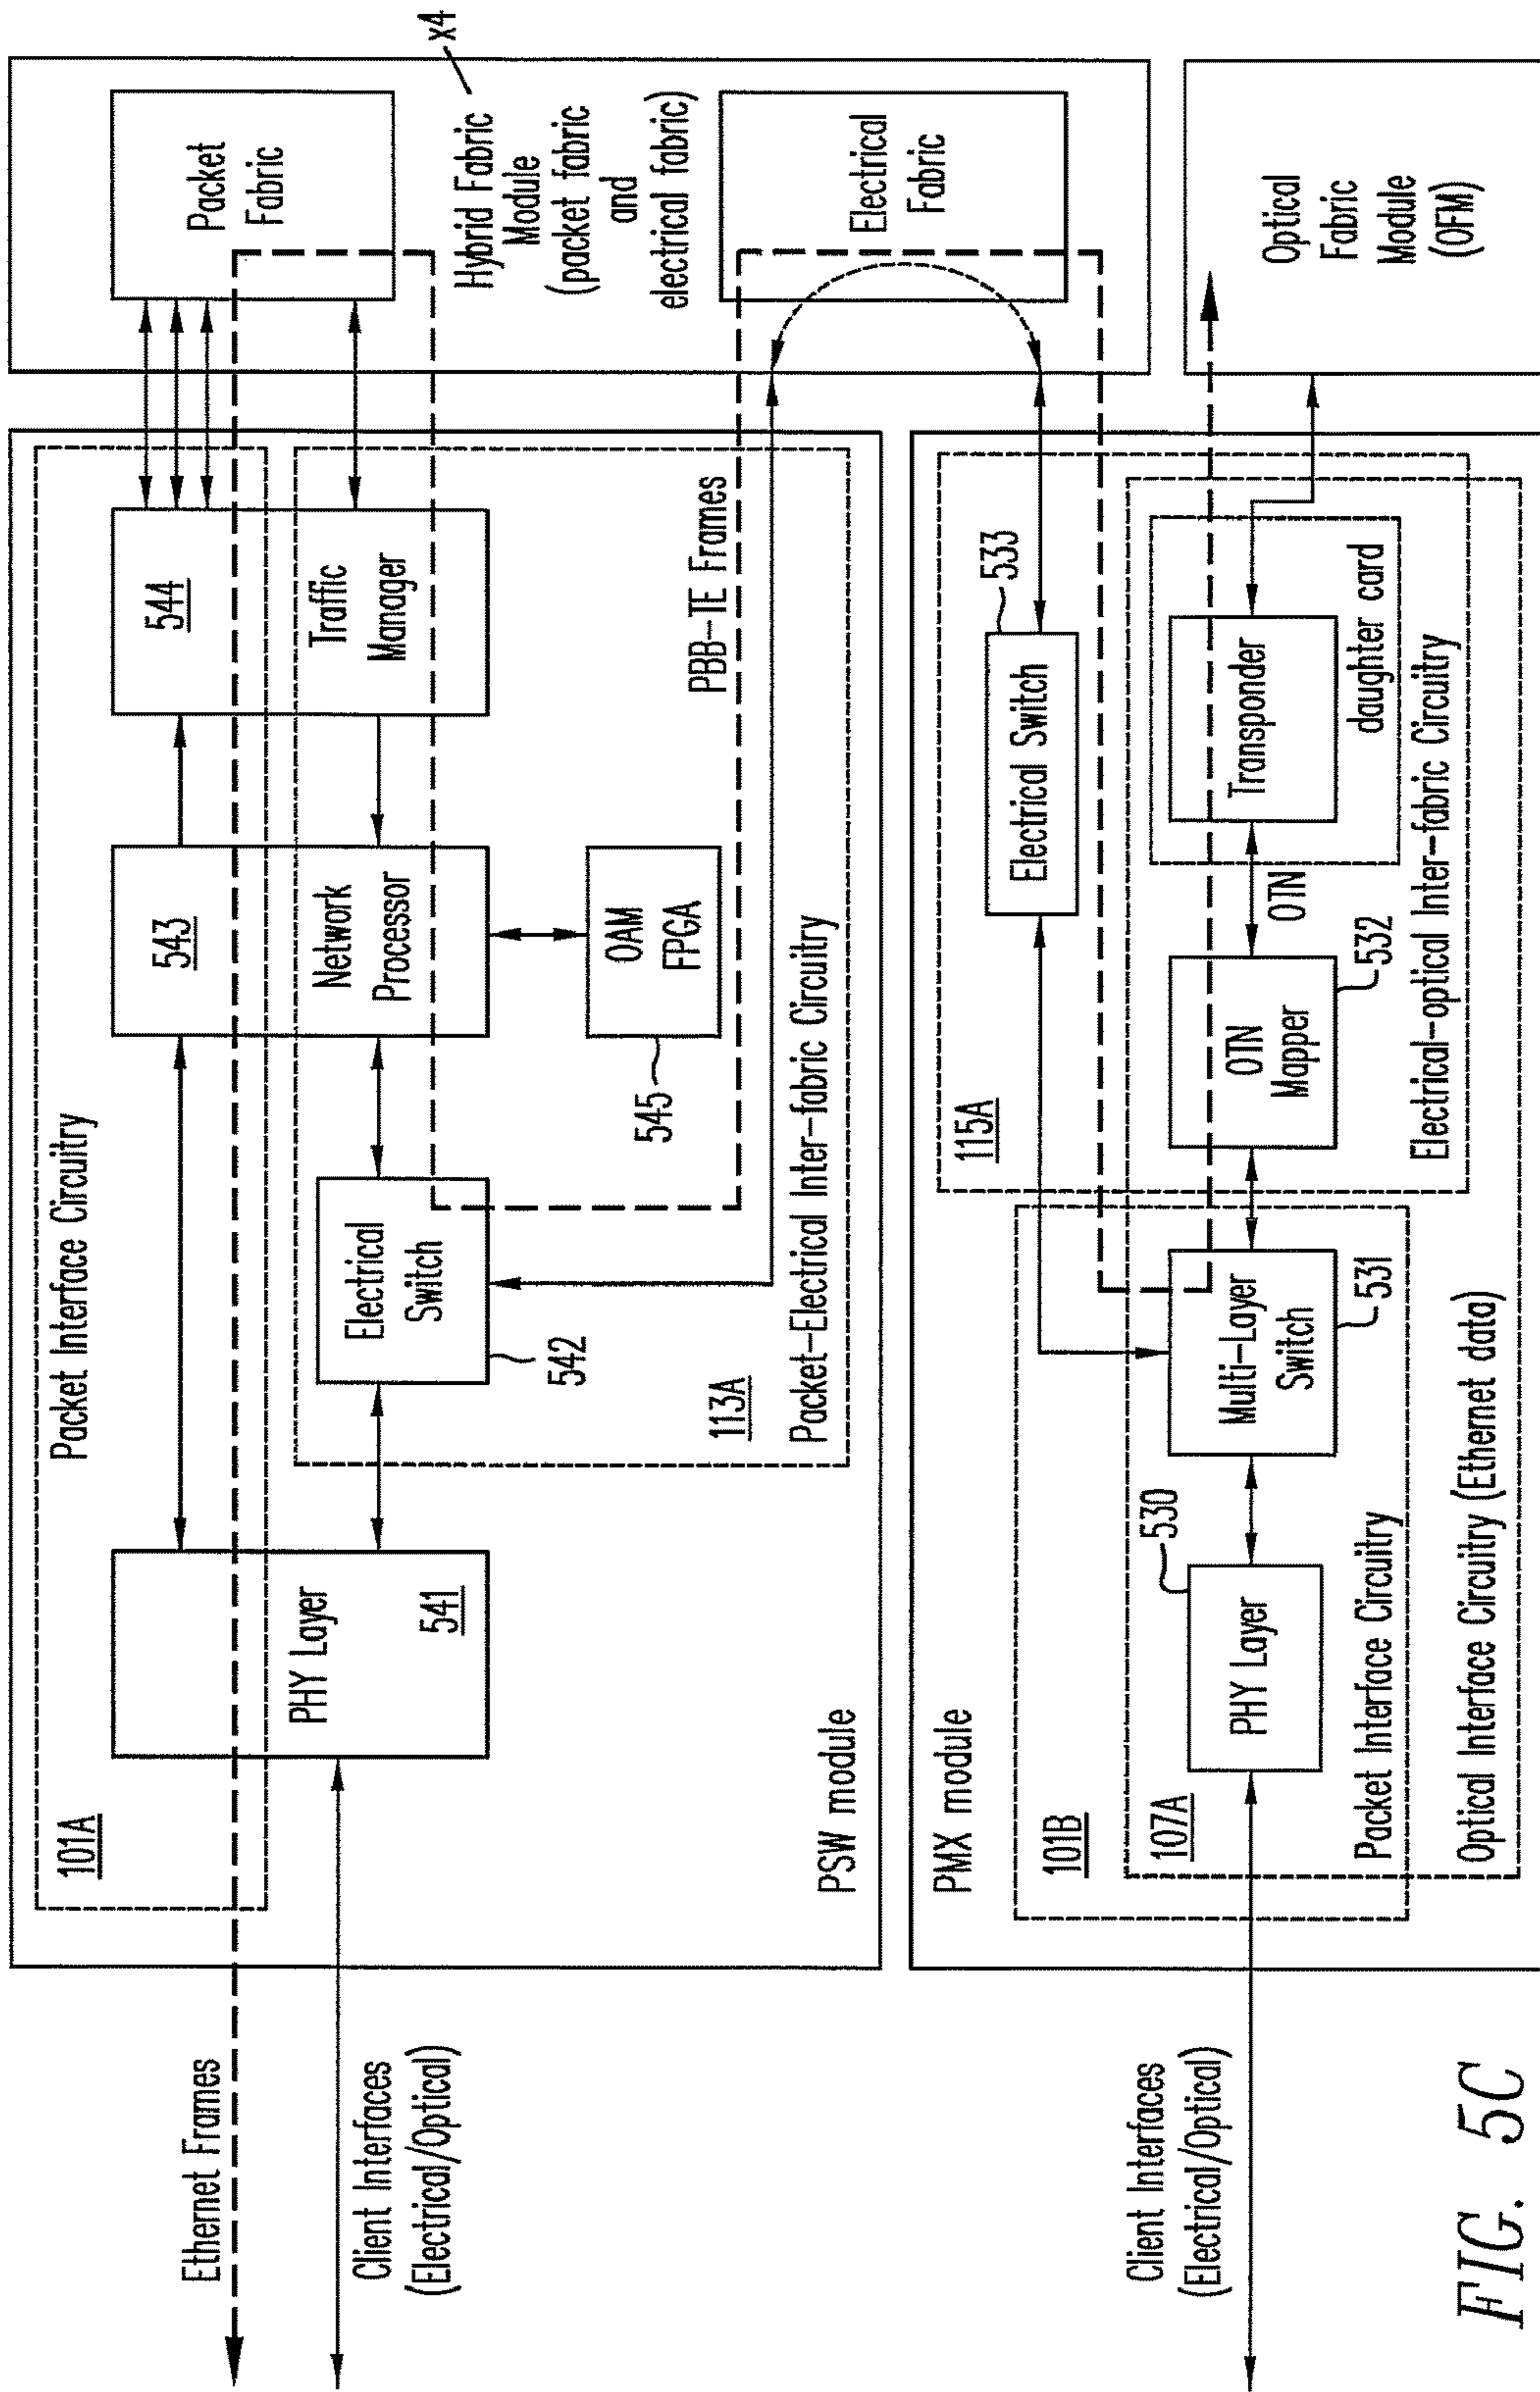 Ethernet Frames
Client Interfaces
(Electrical/Optical)
101A
Packet Interface Circuitry
PHY Layer
541
543
Network
Processor
544
Traffic
Manager
Electrical
Switch
542
OAM
FPGA
545
PBB-TE Frames
113A
Packet-Electrical Inter-fabric Circuitry
PSW module
Packet
Fabric
x4
Hybrid Fabric
Module
(packet fabric
and
electrical fabric)
Electrical
Fabric
Client Interfaces
(Electrical/Optical)
PMX module
101B
107A
530
PHY Layer
Packet Interface Circuitry
Optical Interface Circuitry (Ethernet data)
Multi-Layer
Switch
531
115A
Electrical Switch
533
OTN
Mapper
532
OTN
Transponder
daughter card
Electrical-optical Inter-fabric Circuitry
Optical
Fabric
Module
(OFM)
FIG. 5C